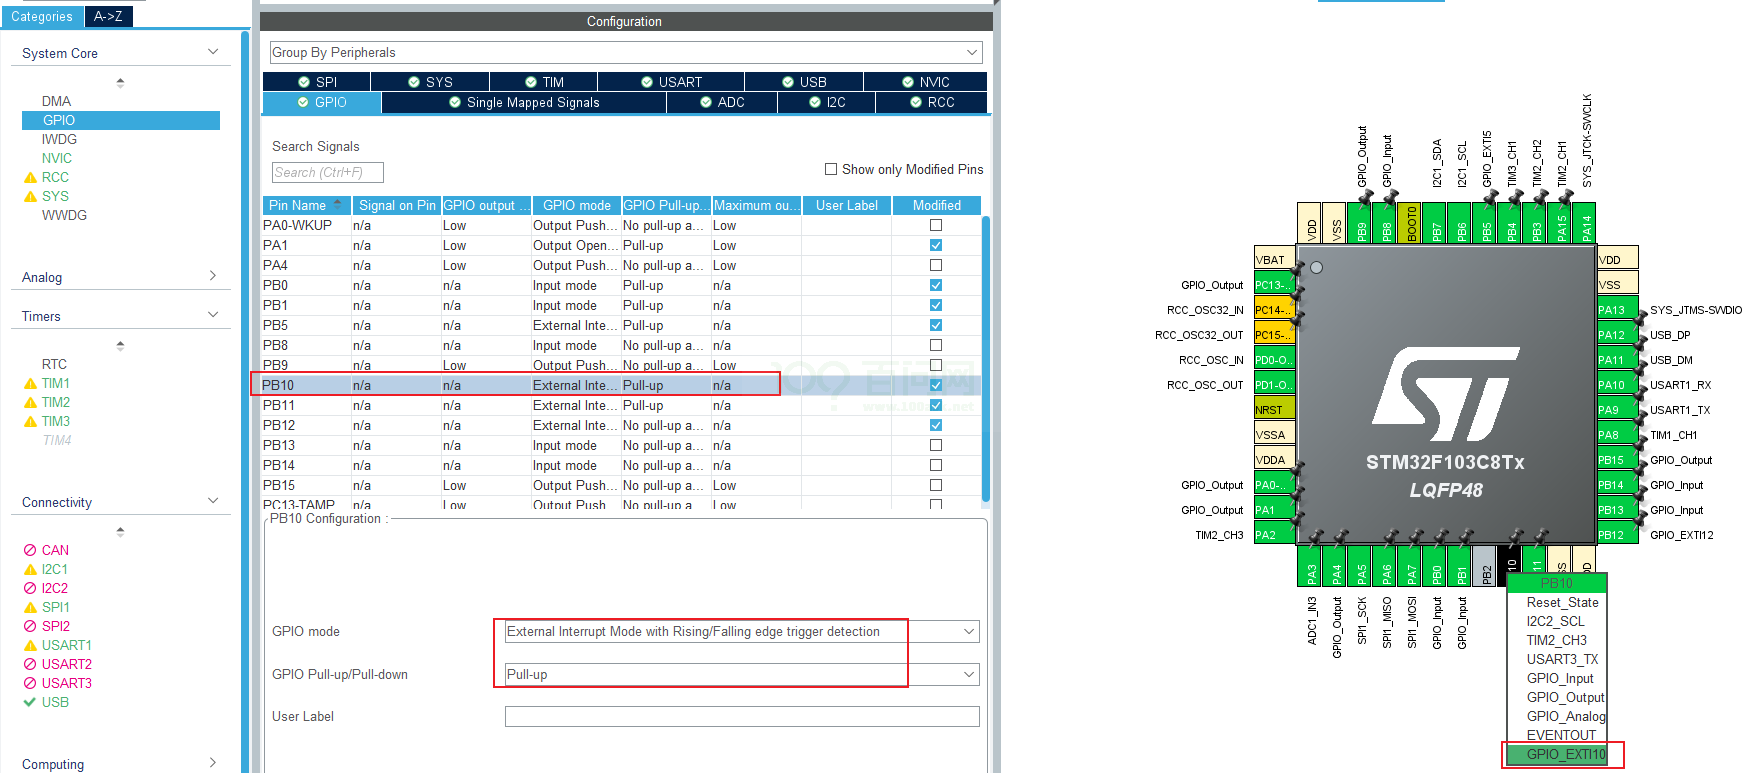 Categories
A->Z
System Core
DMA
GPIO
IWDG
NVIC
RCC
SYS
WWDG
Analog
Timers
RTC
TIM1
TIM2
TIM3
TIM4
Connectivity
CAN
I2C1
I2C2
SPI1
SPI2
USART1
USART2
USART3
USB
Computing
Configuration
Group By Peripherals
SPI SYS TIM USART USB NVIC
GPIO Single Mapped Signals ADC I2C RCC
Search Signals
Search (Ctrl+F)
Show only Modified Pins
Pin Name Signal on Pin GPIO output ... GPIO mode GPIO Pull-up... Maximum ou... User Label Modified
PA0-WKUP n/a Low Output Push... No pull-up a... Low
PA1 n/a Low Output Open... Pull-up Low
PA4 n/a Low Output Push... No pull-up a... Low
PB0 n/a n/a Input mode Pull-up n/a
PB1 n/a n/a Input mode Pull-up n/a
PB5 n/a n/a External Inte... Pull-up n/a
PB8 n/a n/a Input mode No pull-up a... n/a
PB9 n/a Low Output Push... No pull-up a... Low
PB10 n/a n/a External Inte... Pull-up n/a
PB11 n/a n/a External Inte... Pull-up n/a
PB12 n/a n/a External Inte... No pull-up a... n/a
PB13 n/a n/a Input mode No pull-up a... n/a
PB14 n/a n/a Input mode No pull-up a... n/a
PB15 n/a Low Output Push... No pull-up a... Low
PC13-TAMP n/a Low Output Push No pull-up a... Low
百问网
PB10 Configuration :
GPIO mode
External Interrupt Mode with Rising/Falling edge trigger detection
GPIO Pull-up/Pull-down
Pull-up
User Label
GPIO_Output
GPIO_Input
I2C1_SDA
I2C1_SCL
GPIO_EXTI5
TIM3_CH1
TIM2_CH2
TIM2_CH1
SYS_JTCK-SWCLK
VDD
VSS
PB9
PB8
BOOT0
PB7
PB6
PB5
PB4
PB3
PA15
PA14
VBAT
GPIO_Output PC13-..
RCC_OSC32_IN PC14-..
RCC_OSC32_OUT PC15-..
RCC_OSC_IN PD0-O..
RCC_OSC_OUT PD1-O..
NRST
VSSA
VDDA
GPIO_Output PA0-..
GPIO_Output PA1
TIM2_CH3 PA2
STM32F103C8Tx
LQFP48
VDD
VSS
PA13 SYS_JTMS-SWDIO
PA12 USB_DP
PA11 USB_DM
PA10 USART1_RX
PA9 USART1_TX
PA8 TIM1_CH1
PB15 GPIO_Output
PB14 GPIO_Input
PB13 GPIO_Input
PB12 GPIO_EXTI12
PA3
PA4
PA5
PA6
PA7
PB0
PB1
PB2
10
11
SS
DD
ADC1_IN3
GPIO_Output
SPI1_SCK
SPI1_MISO
SPI1_MOSI
GPIO_Input
GPIO_Input
PB10
Reset_State
I2C2_SCL
TIM2_CH3
USART3_TX
GPIO_Input
GPIO_Output
GPIO_Analog
EVENTOUT
GPIO_EXTI10